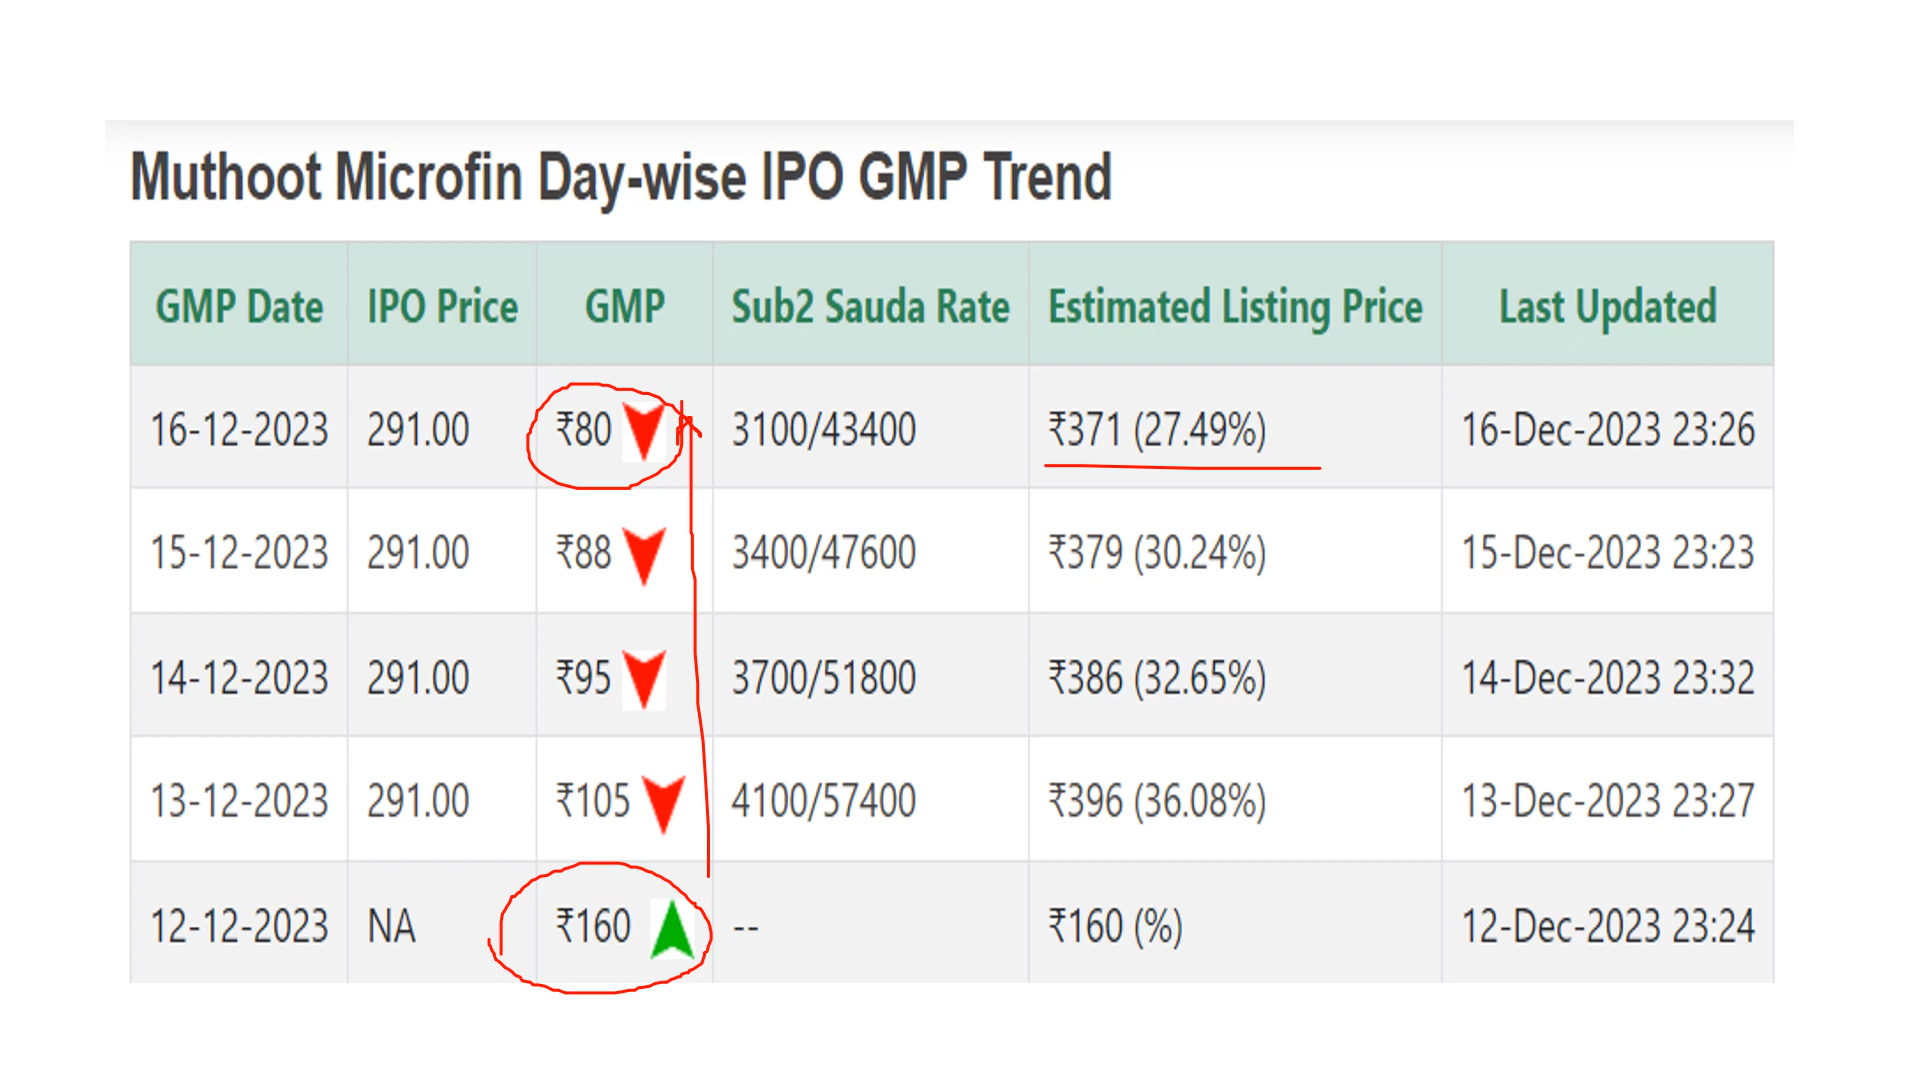 Muthoot Microfin Day-wise IPO GMP Trend
GMP Date IPO Price GMP Sub2 Sauda Rate Estimated Listing Price Last Updated
16-12-2023 291.00 ₹80 3100/43400 ₹371 (27.49%) 16-Dec-2023 23:26
15-12-2023 291.00 ₹88 3400/47600 ₹379 (30.24%) 15-Dec-2023 23:23
14-12-2023 291.00 ₹95 3700/51800 ₹386 (32.65%) 14-Dec-2023 23:32
13-12-2023 291.00 ₹105 4100/57400 ₹396 (36.08%) 13-Dec-2023 23:27
12-12-2023 NA ₹160 -- ₹160 (%) 12-Dec-2023 23:24